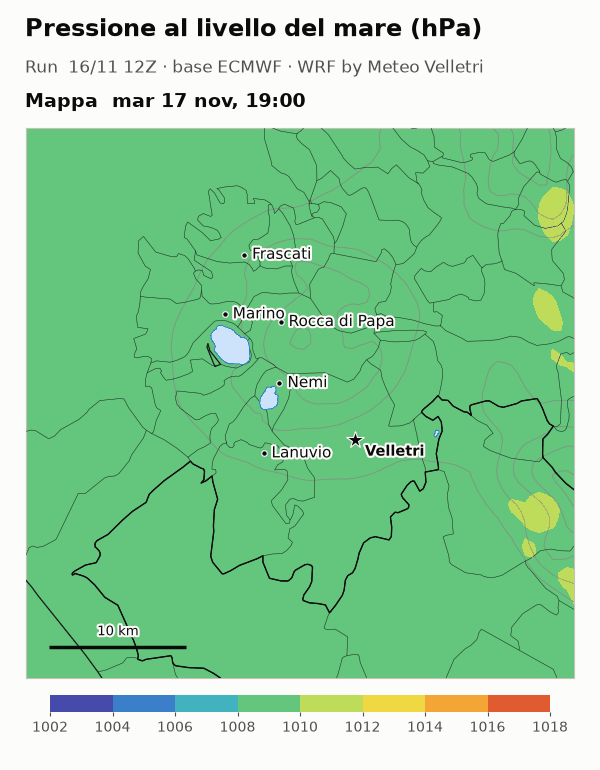 Pressione al livello del mare (hPa)
Run 16/11 12Z · base ECMWF · WRF by Meteo Velletri
Mappa mar 17 nov, 19:00
Frascati
Marino
Rocca di Papa
Nemi
Velletri
Lanuvio
10 km
1002 1004 1006 1008 1010 1012 1014 1016 1018